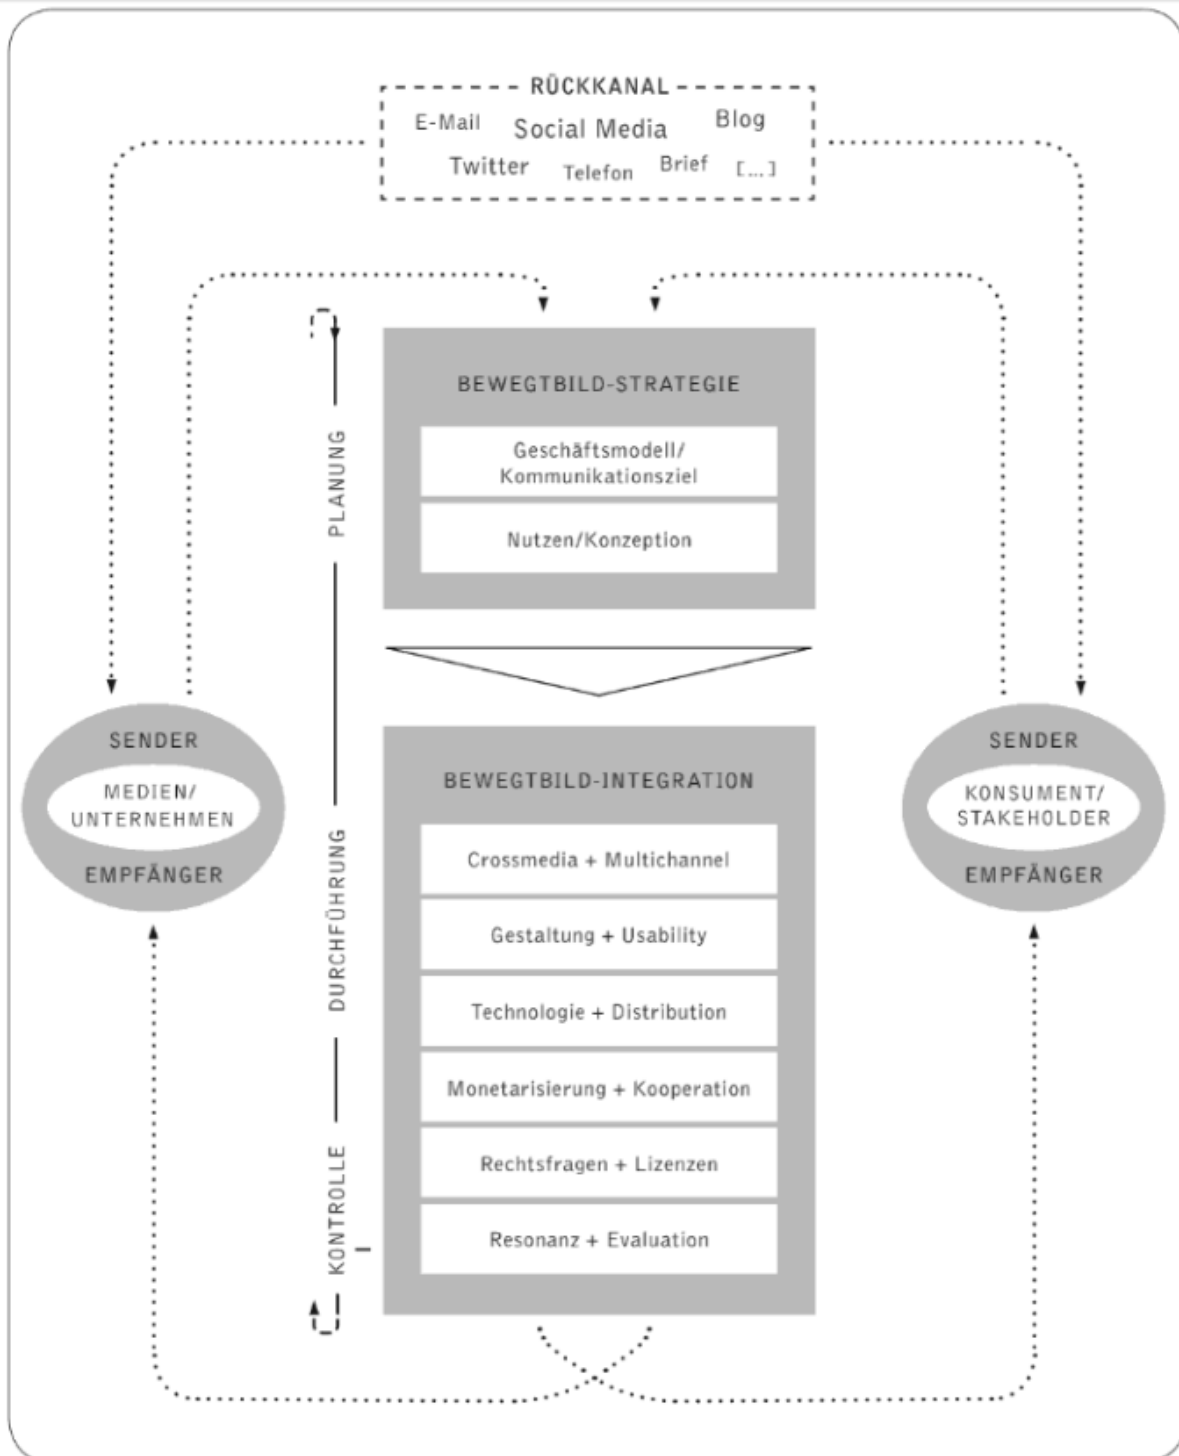 RÜCKKANAL
E-Mail Social Media Blog
Twitter Telefon Brief [...]
BEWEGTBILD-STRATEGIE
Geschäftsmodell/
Kommunikationsziel
Nutzen/Konzeption
PLANUNG
DURCHFÜHRUNG
KONTROLLE
SENDER
MEDIEN/
UNTERNEHMEN
EMPFÄNGER
BEWEGTBILD-INTEGRATION
Crossmedia + Multichannel
Gestaltung + Usability
Technologie + Distribution
Monetarisierung + Kooperation
Rechtsfragen + Lizenzen
Resonanz + Evaluation
SENDER
KONSUMENT/
STAKEHOLDER
EMPFÄNGER